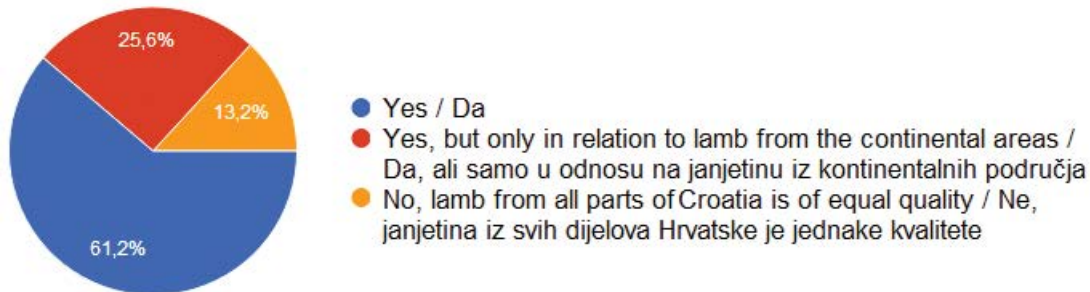 25,6%
13,2%
61,2%
Yes / Da
Yes, but only in relation to lamb from the continental areas /
Da, ali samo u odnosu na janjetinu iz kontinentalnih područja
No, lamb from all parts of Croatia is of equal quality / Ne,
janjetina iz svih dijelova Hrvatske je jednake kvalitete